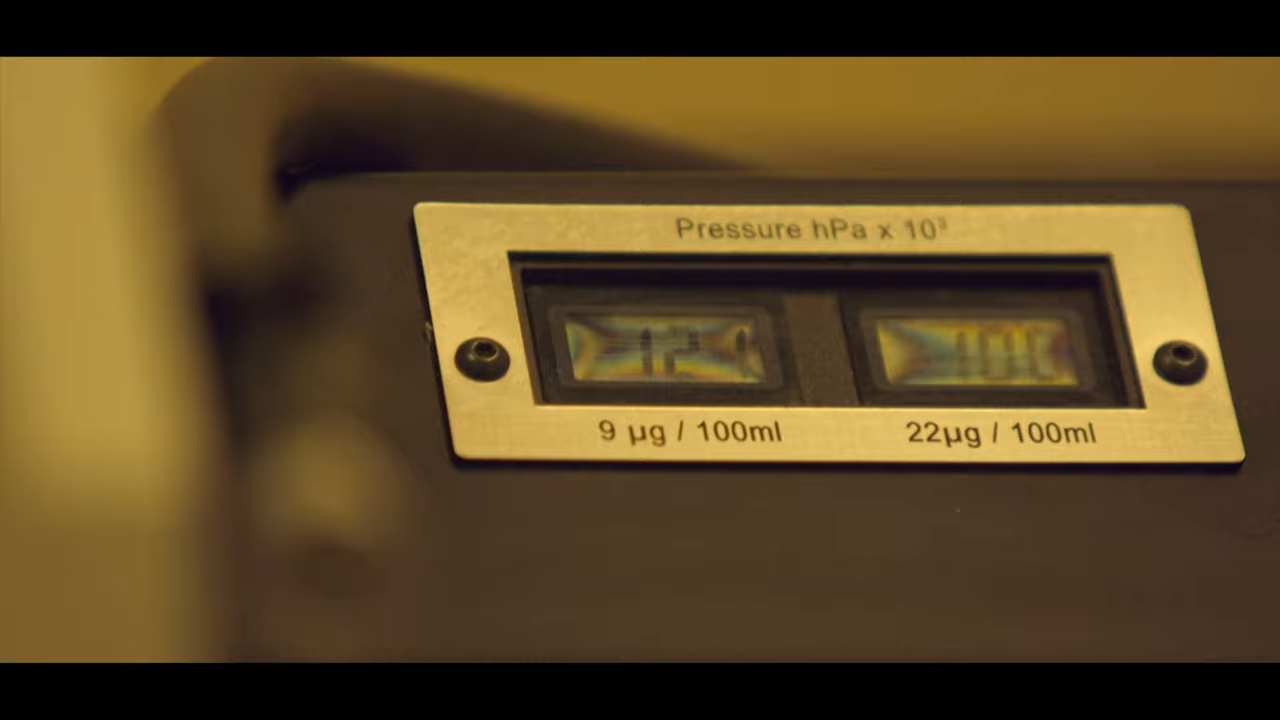 Pressure hPa x 10³
9 µg / 100ml
22µg / 100ml